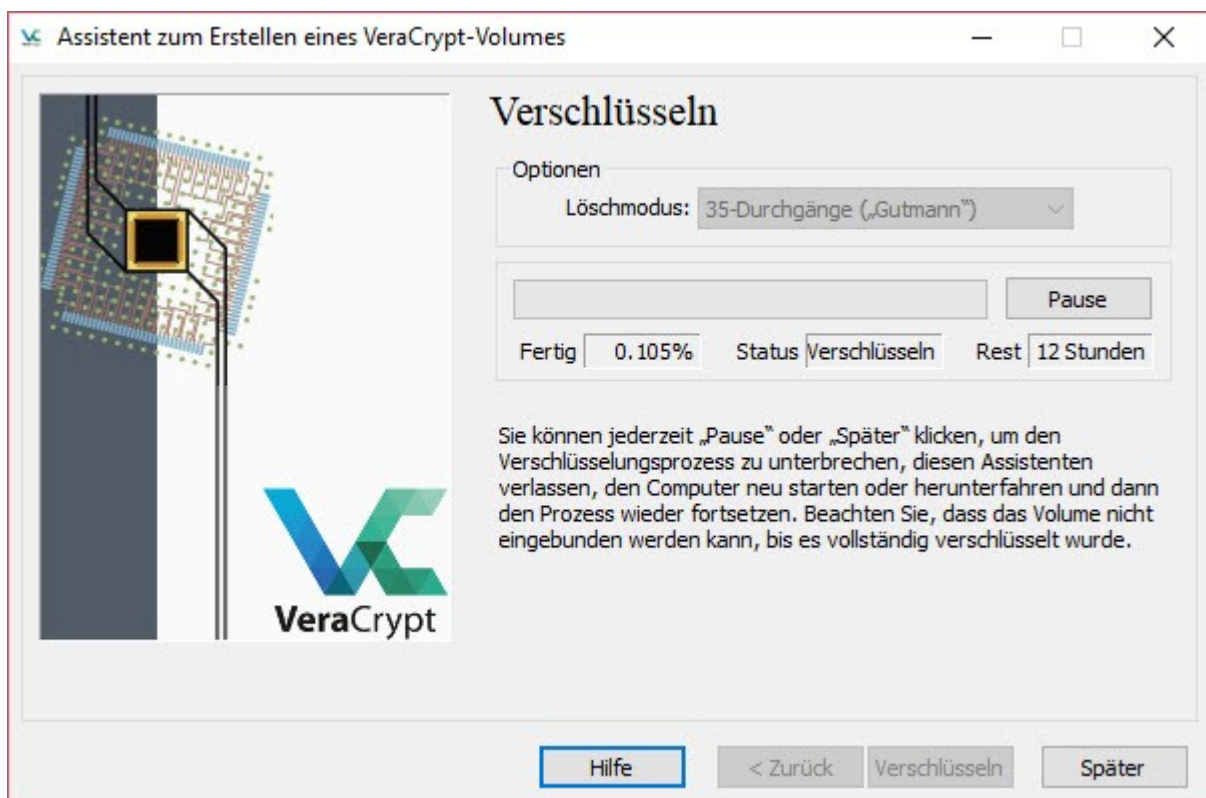 Assistent zum Erstellen eines VeraCrypt-Volumes
Verschlüsseln
Optionen
Löschmodus: 35-Durchgänge („Gutmann“)
Pause
Fertig 0.105% Status Verschlüsseln Rest 12 Stunden
Sie können jederzeit „Pause“ oder „Später“ klicken, um den
Verschlüsselungsprozess zu unterbrechen, diesen Assistenten
verlassen, den Computer neu starten oder herunterfahren und dann
den Prozess wieder fortsetzen. Beachten Sie, dass das Volume nicht
eingebunden werden kann, bis es vollständig verschlüsselt wurde.
VeraCrypt
Hilfe < Zurück Verschlüsseln Später